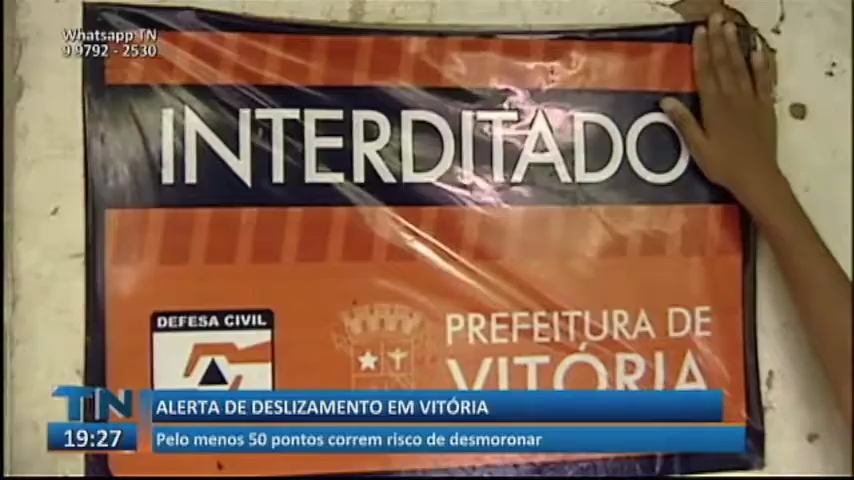 Whatsapp TN
9 9792 - 2530
INTERDITADO
DEFESA CIVIL
PREFEITURA DE
VITÓRIA
TN
ALERTA DE DESLIZAMENTO EM VITÓRIA
19:27
Pelo menos 50 pontos correm risco de desmoronar